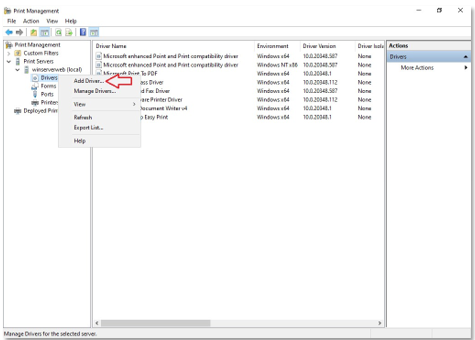 Print Management
File Action View Help
Print Management
Custom Filters
Print Servers
winserverweb (local)
Drivers
Forms
Ports
Printers
Deployed Prin
Add Driver...
Manage Drivers...
View
Refresh
Export List...
Help
Driver Name Environment Driver Version Driver Isola
Microsoft enhanced Point and Print compatibility driver Windows x64 10.0.20348.587 None
Microsoft enhanced Point and Print compatibility driver Windows NT x86 10.0.20348.587 None
Microsoft Print To PDF Windows x64 10.0.20348.1 None
ess Driver Windows x64 10.0.20348.112 None
d Fax Driver Windows x64 10.0.20348.587 None
are Printer Driver Windows x64 10.0.20348.112 None
ocument Writer v4 Windows x64 10.0.20348.1 None
p Easy Print Windows x64 10.0.20348.1 None
Actions
Drivers
More Actions
Manage Drivers for the selected server.